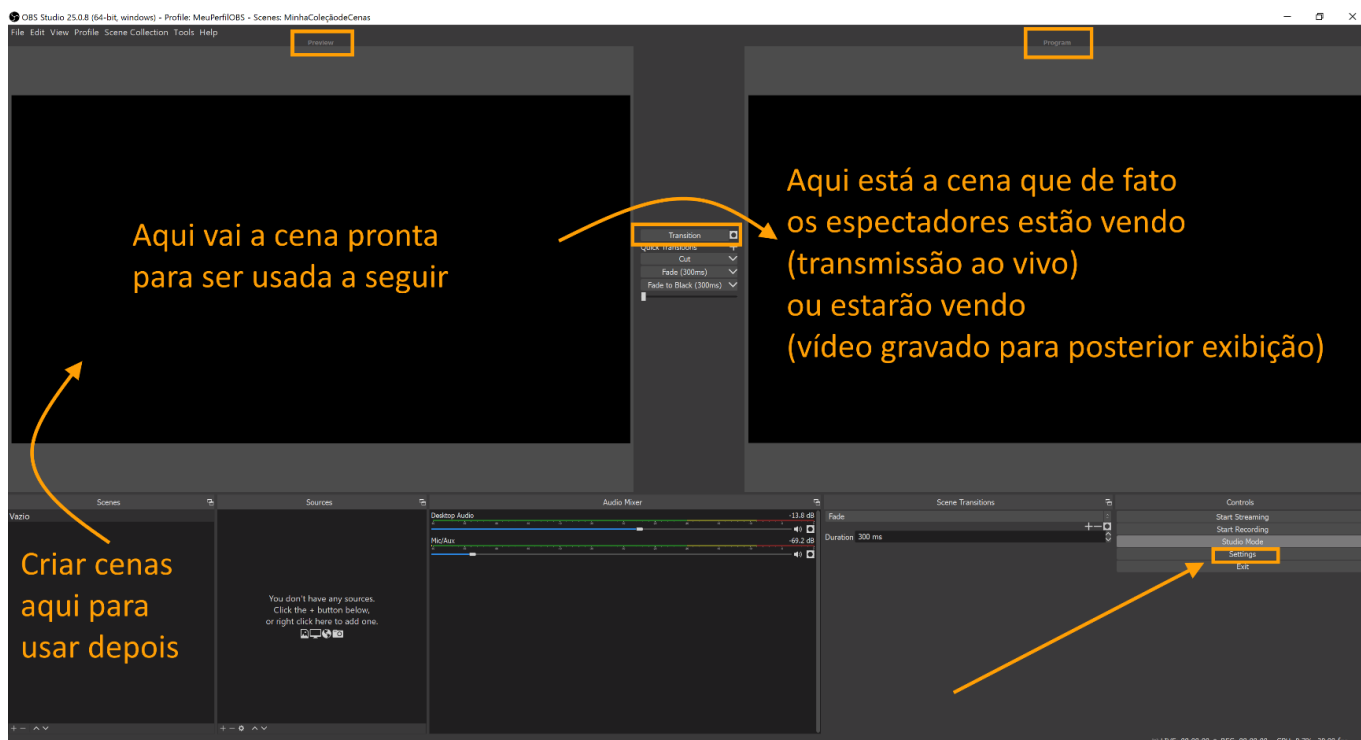 OBS Studio 25.0.8 (64-bit, windows) - Profile: MeuPerfilOBS - Scenes: MinhaColeçãodeCenas
File Edit View Profile Scene Collection Tools Help
Preview
Program
Aqui vai a cena pronta
para ser usada a seguir
Transition
Quick Transitions
Cut
Fade (300ms)
Fade to Black (300ms)
Aqui está a cena que de fato
os espectadores estão vendo
(transmissão ao vivo)
ou estarão vendo
(vídeo gravado para posterior exibição)
Scenes
Vazio
Criar cenas
aqui para
usar depois
Sources
You don't have any sources.
Click the + button below,
or right click here to add one.
Audio Mixer
Desktop Audio -13.8 dB
Mic/Aux -69.2 dB
Scene Transitions
Fade
Duration 300 ms
Controls
Start Streaming
Start Recording
Studio Mode
Settings
Exit